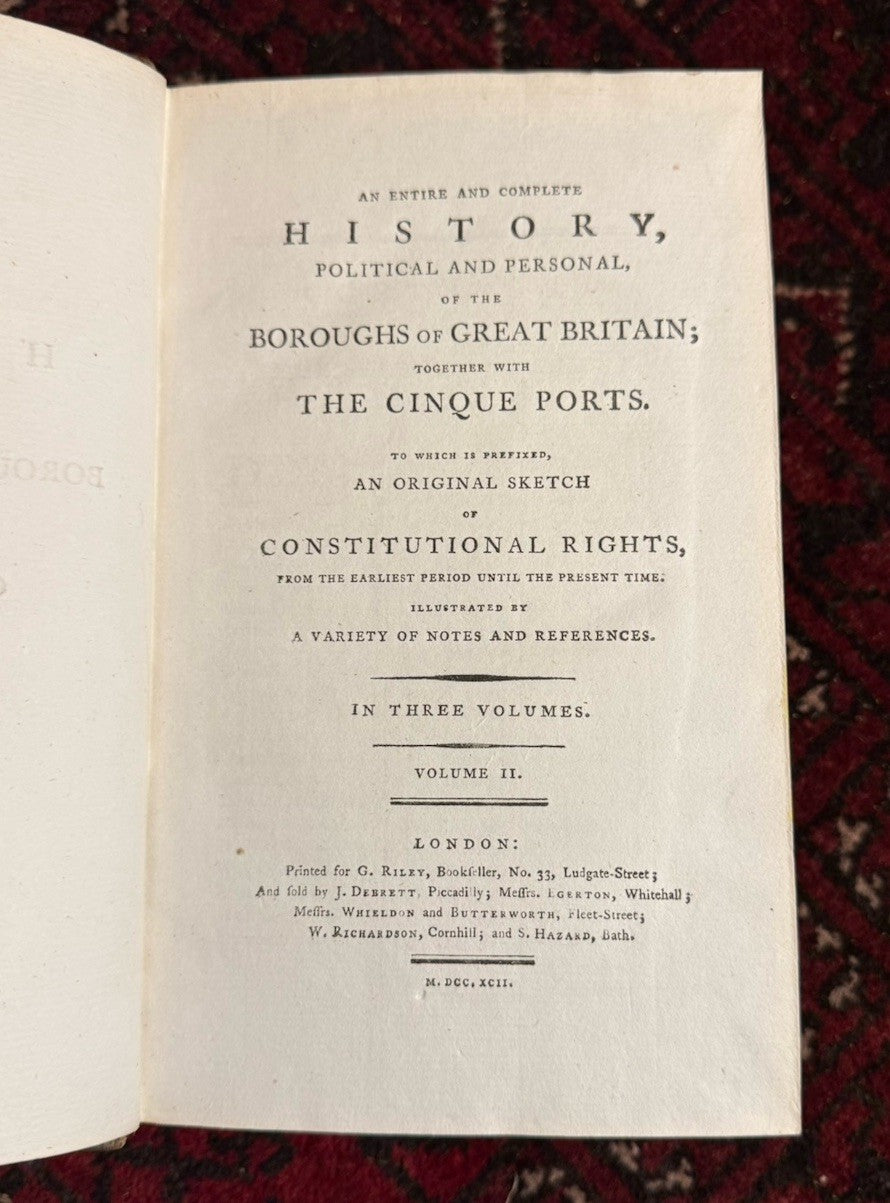 AN ENTIRE AND COMPLETE
HISTORY,
POLITICAL AND PERSONAL,
OF THE
BOROUGHS OF GREAT BRITAIN;
TOGETHER WITH
THE CINQUE PORTS.
TO WHICH IS PREFIXED,
AN ORIGINAL SKETCH
OF
CONSTITUTIONAL RIGHTS,
FROM THE EARLIEST PERIOD UNTIL THE PRESENT TIME.
ILLUSTRATED BY
A VARIETY OF NOTES AND REFERENCES.
IN THREE VOLUMES.
VOLUME II.
LONDON:
Printed for G. RILEY, Bookſeller, No. 33, Ludgate-Street;
And ſold by J. DEBRETT, Piccadilly; Meſſrs. EGERTON, Whitehall;
Meſſrs. WHIELDON and BUTTERWORTH, Fleet-Street;
W. RICHARDSON, Cornhill; and S. HAZARD, Bath.
M.DCC.XCII.